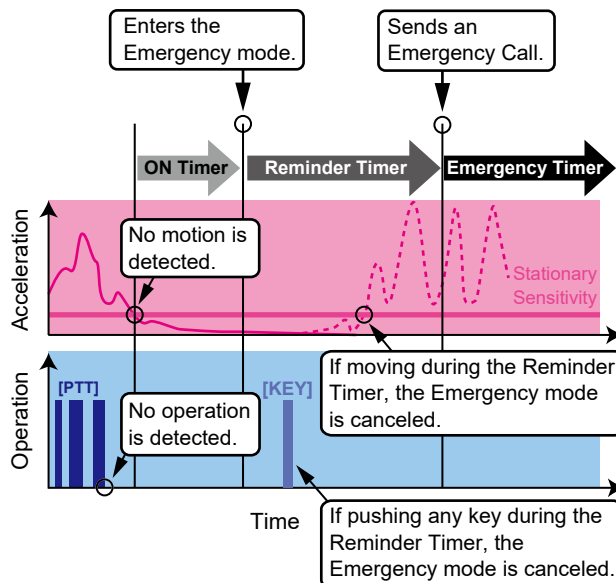 Enters the
Emergency mode.
Sends an
Emergency Call.
ON Timer
Reminder Timer
Emergency Timer
Acceleration
No motion is
detected.
Stationary
Sensitivity
If moving during the Reminder
Timer, the Emergency mode
is canceled.
Operation
[PTT]
No operation
is detected.
[KEY]
Time
If pushing any key during the
Reminder Timer, the
Emergency mode is canceled.